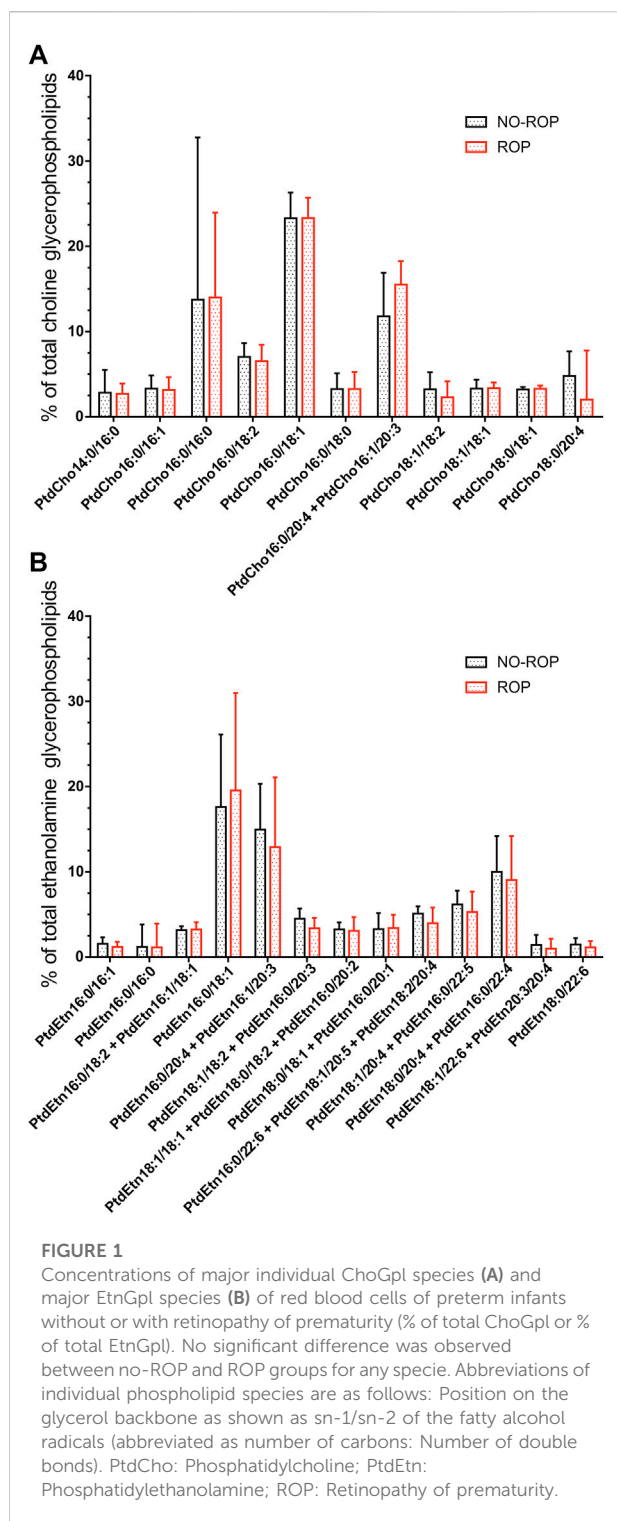 A
% of total choline glycerophospholipids
40
30
20
10
0
NO-ROP
ROP
PtdCho14:0/16:0
PtdCho16:0/16:1
PtdCho16:0/16:0
PtdCho16:0/18:2
PtdCho16:0/18:1
PtdCho16:0/18:0
PtdCho16:0/20:4 +PtdCho16:1/20:3
PtdCho18:1/18:2
PtdCho18:1/18:1
PtdCho18:0/18:1
PtdCho18:0/20:4
B
% of total ethanolamine glycerophospholipids
40
30
20
10
0
NO-ROP
ROP
PtdEtn16:0/16:1
PtdEtn16:0/16:0
PtdEtn16:0/18:2 + PtdEtn16:1/18:1
PtdEtn16:0/18:1
PtdEtn16:0/20:4 + PtdEtn16:1/20:3
PtdEtn18:1/18:2 + PtdEtn16:0/20:3
PtdEtn18:1/18:1 + PtdEtn18:0/18:2 + PtdEtn16:0/20:2
PtdEtn18:0/18:1 + PtdEtn16:0/20:1
PtdEtn16:0/22:6 + PtdEtn18:1/20:5 + PtdEtn18:2/20:4
PtdEtn18:1/20:4 + PtdEtn16:0/22:5
PtdEtn18:0/20:4 + PtdEtn16:0/22:4
PtdEtn18:1/22:6 + PtdEtn20:3/20:4
PtdEtn18:0/22:6
FIGURE 1
Concentrations of major individual ChoGpl species (A) and
major EtnGpl species (B) of red blood cells of preterm infants
without or with retinopathy of prematurity (% of total ChoGpl or %
of total EtnGpl). No significant difference was observed
between no-ROP and ROP groups for any specie. Abbreviations of
individual phospholipid species are as follows: Position on the
glycerol backbone as shown as sn-1/sn-2 of the fatty alcohol
radicals (abbreviated as number of carbons: Number of double
bonds). PtdCho: Phosphatidylcholine; PtdEtn:
Phosphatidylethanolamine; ROP: Retinopathy of prematurity.